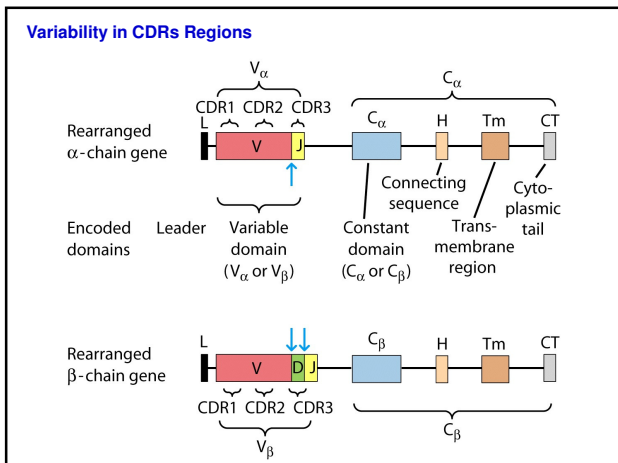 Variability in CDRs Regions
Vα
Cα
CDR1 CDR2 CDR3
L
Cα H Tm CT
Rearranged
α-chain gene
V J
Connecting
sequence
Cyto-
plasmic
tail
Encoded
domains
Leader
Variable
domain
(Vα or Vβ)
Constant
domain
(Cα or Cβ)
Trans-
membrane
region
L
Cβ H Tm CT
Rearranged
β-chain gene
V D J
CDR1 CDR2 CDR3
Vβ
Cβ